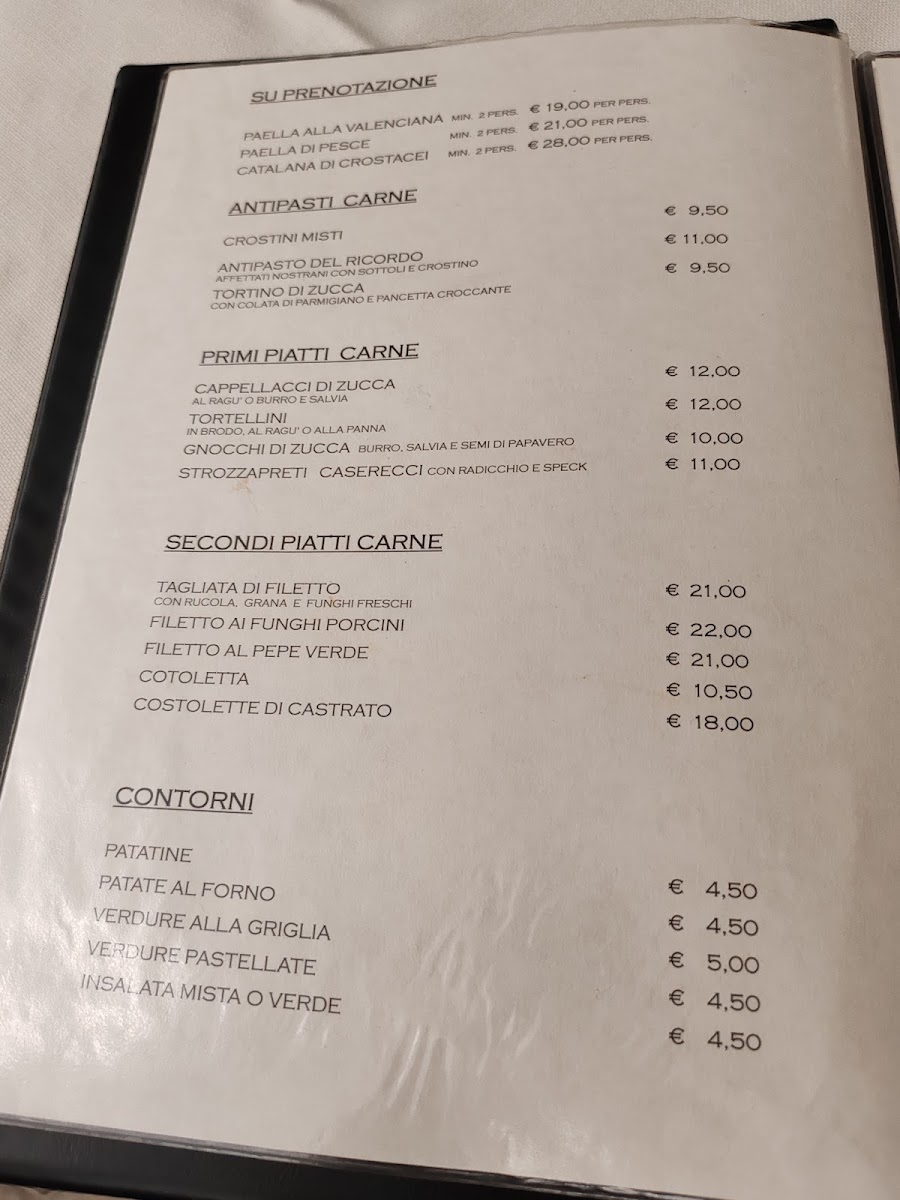 SU PRENOTAZIONE
PAELLA ALLA VALENCIANA MIN. 2 PERS. € 19,00 PER PERS.
PAELLA DI PESCE MIN. 2 PERS. € 21,00 PER PERS.
CATALANA DI CROSTACEI MIN. 2 PERS. € 28,00 PER PERS.
ANTIPASTI CARNE
CROSTINI MISTI € 9,50
ANTIPASTO DEL RICORDO € 11,00
AFFETTATI NOSTRANI CON SOTTOLI E CROSTINO
TORTINO DI ZUCCA € 9,50
CON COLATA DI PARMIGIANO E PANCETTA CROCCANTE
PRIMI PIATTI CARNE
CAPPELLACCI DI ZUCCA € 12,00
AL RAGU' O BURRO E SALVIA
TORTELLINI € 12,00
IN BRODO, AL RAGU' O ALLA PANNA
GNOCCHI DI ZUCCA BURRO, SALVIA E SEMI DI PAPAVERO € 10,00
STROZZAPRETI CASERECCI CON RADICCHIO E SPECK € 11,00
SECONDI PIATTI CARNE
TAGLIATA DI FILETTO € 21,00
CON RUCOLA, GRANA E FUNGHI FRESCHI
FILETTO AI FUNGHI PORCINI € 22,00
FILETTO AL PEPE VERDE € 21,00
COTOLETTA € 10,50
COSTOLETTE DI CASTRATO € 18,00
CONTORNI
PATATINE € 4,50
PATATE AL FORNO € 4,50
VERDURE ALLA GRIGLIA € 5,00
VERDURE PASTELLATE € 4,50
INSALATA MISTA O VERDE € 4,50